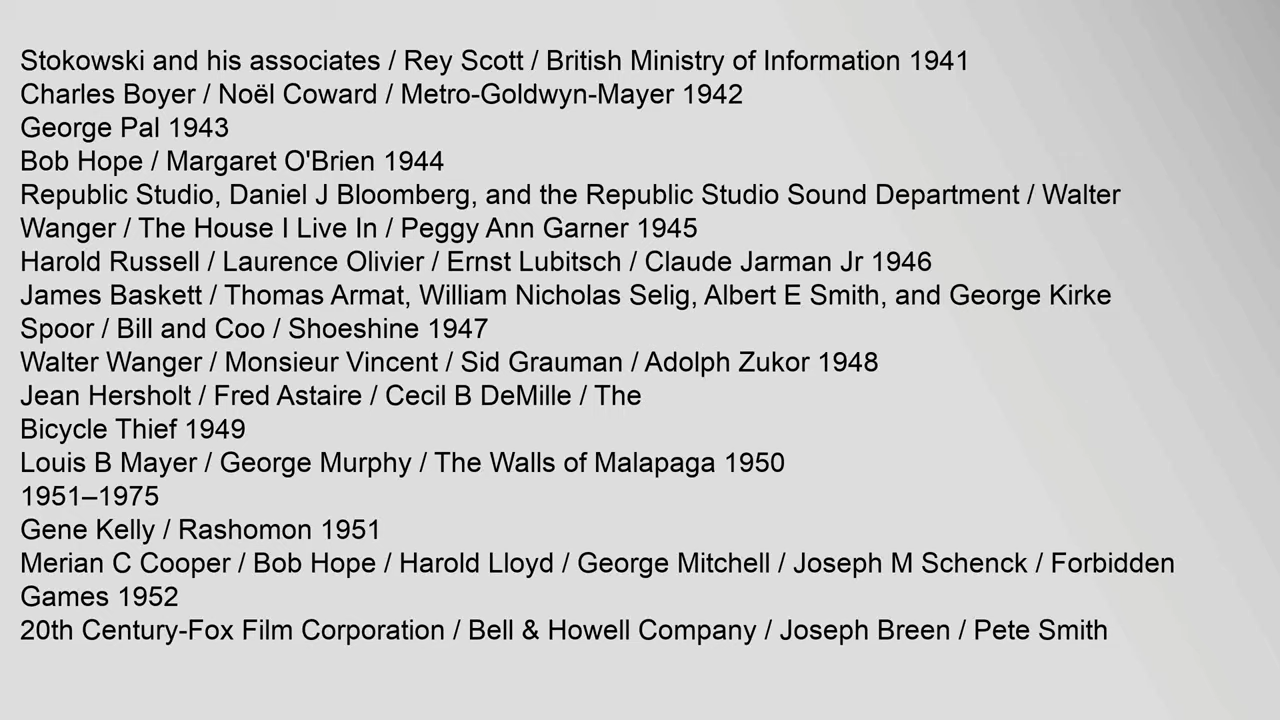 Stokowski and his associates / Rey Scott / British Ministry of Information 1941
Charles Boyer / Noël Coward / Metro-Goldwyn-Mayer 1942
George Pal 1943
Bob Hope / Margaret O'Brien 1944
Republic Studio, Daniel J Bloomberg, and the Republic Studio Sound Department / Walter
Wanger / The House I Live In / Peggy Ann Garner 1945
Harold Russell / Laurence Olivier / Ernst Lubitsch / Claude Jarman Jr 1946
James Baskett / Thomas Armat, William Nicholas Selig, Albert E Smith, and George Kirke
Spoor / Bill and Coo / Shoeshine 1947
Walter Wanger / Monsieur Vincent / Sid Grauman / Adolph Zukor 1948
Jean Hersholt / Fred Astaire / Cecil B DeMille / The
Bicycle Thief 1949
Louis B Mayer / George Murphy / The Walls of Malapaga 1950
1951–1975
Gene Kelly / Rashomon 1951
Merian C Cooper / Bob Hope / Harold Lloyd / George Mitchell / Joseph M Schenck / Forbidden
Games 1952
20th Century-Fox Film Corporation / Bell & Howell Company / Joseph Breen / Pete Smith